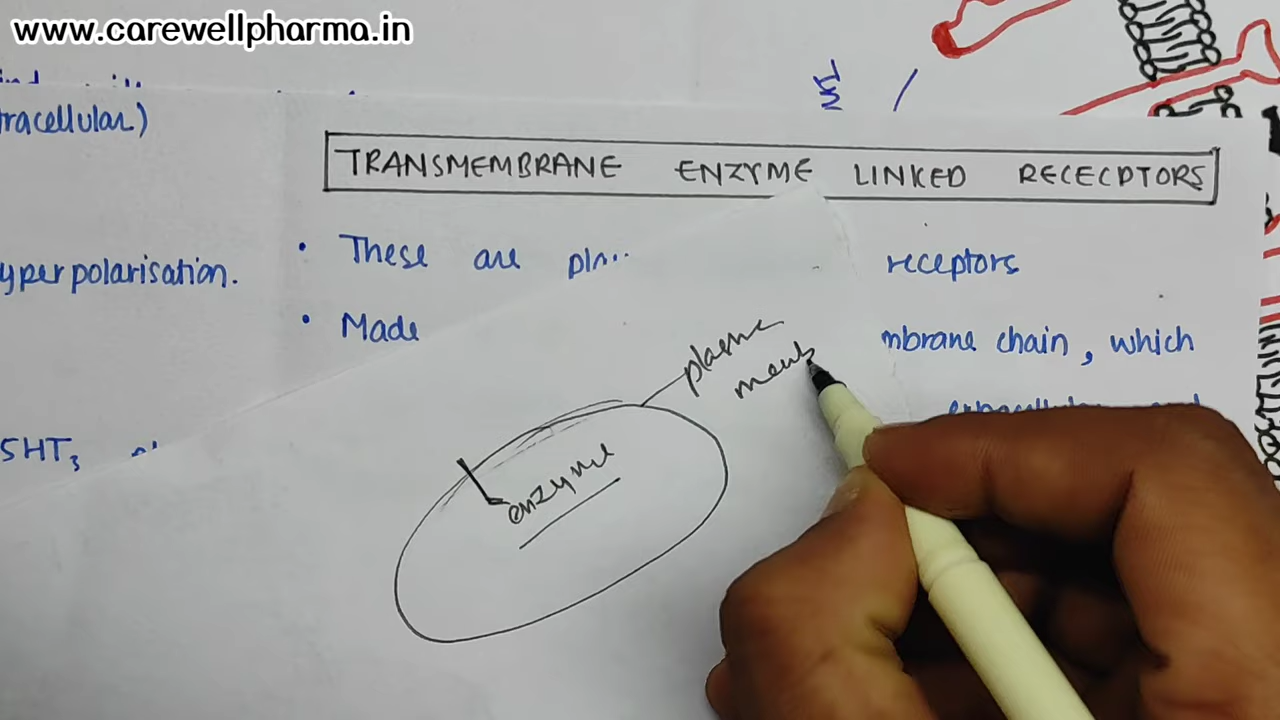 www.carewellpharma.in
tracellular)
TRANSMEMBRANE ENZYME LINKED RECECPTORS
yperpolarisation.
• These are receptors
• Made mbrane chain, which
5HT3
plasma
memb
enzyme